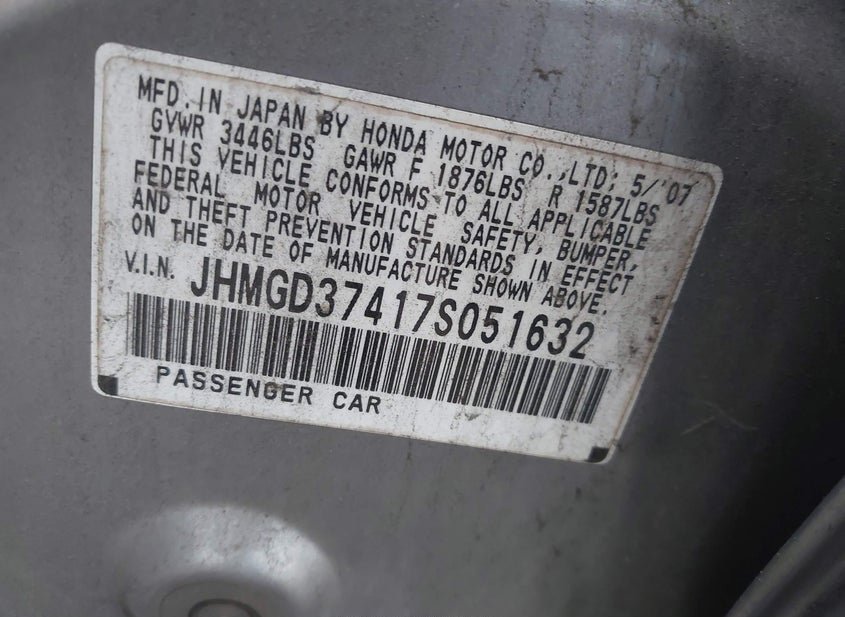 MFD. IN JAPAN BY HONDA MOTOR CO.,LTD; 5/'07
GVWR 3446LBS GAWR F 1876LBS R 1587LBS
THIS VEHICLE CONFORMS TO ALL APPLICABLE
FEDERAL MOTOR VEHICLE SAFETY, BUMPER,
AND THEFT PREVENTION STANDARDS IN EFFECT
ON THE DATE OF MANUFACTURE SHOWN ABOVE.
V.I.N. JHMGD37417S051632
PASSENGER CAR